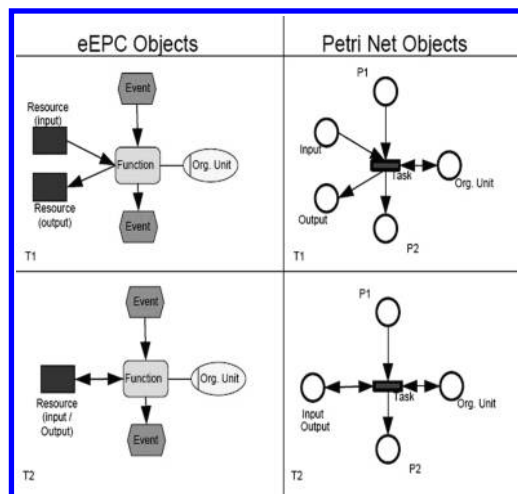 eEPC Objects
Petri Net Objects
Event
Resource
(input)
Function
Org. Unit
Resource
(output)
Event
T1
P1
Input
Task
Org. Unit
Output
P2
T1
Event
Function
Org. Unit
Resource
(input /
Output)
Event
T2
P1
Task
Input
Output
Org. Unit
P2
T2